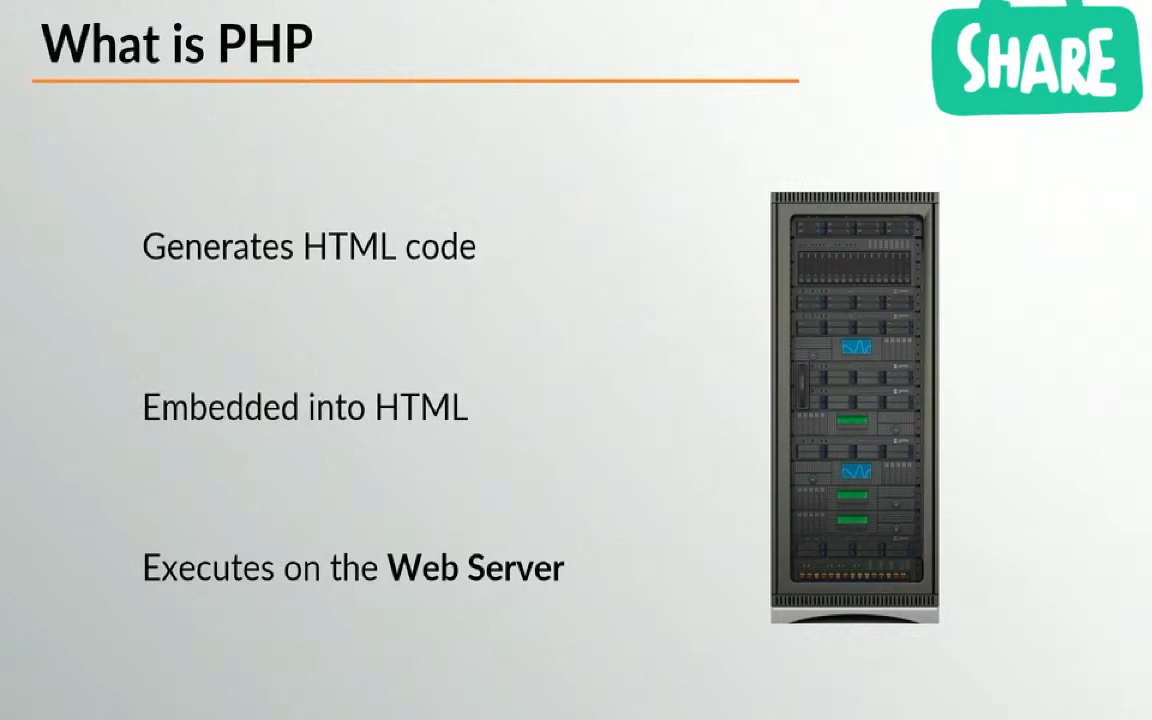 What is PHP
SHARE
Generates HTML code
Embedded into HTML
Executes on the Web Server